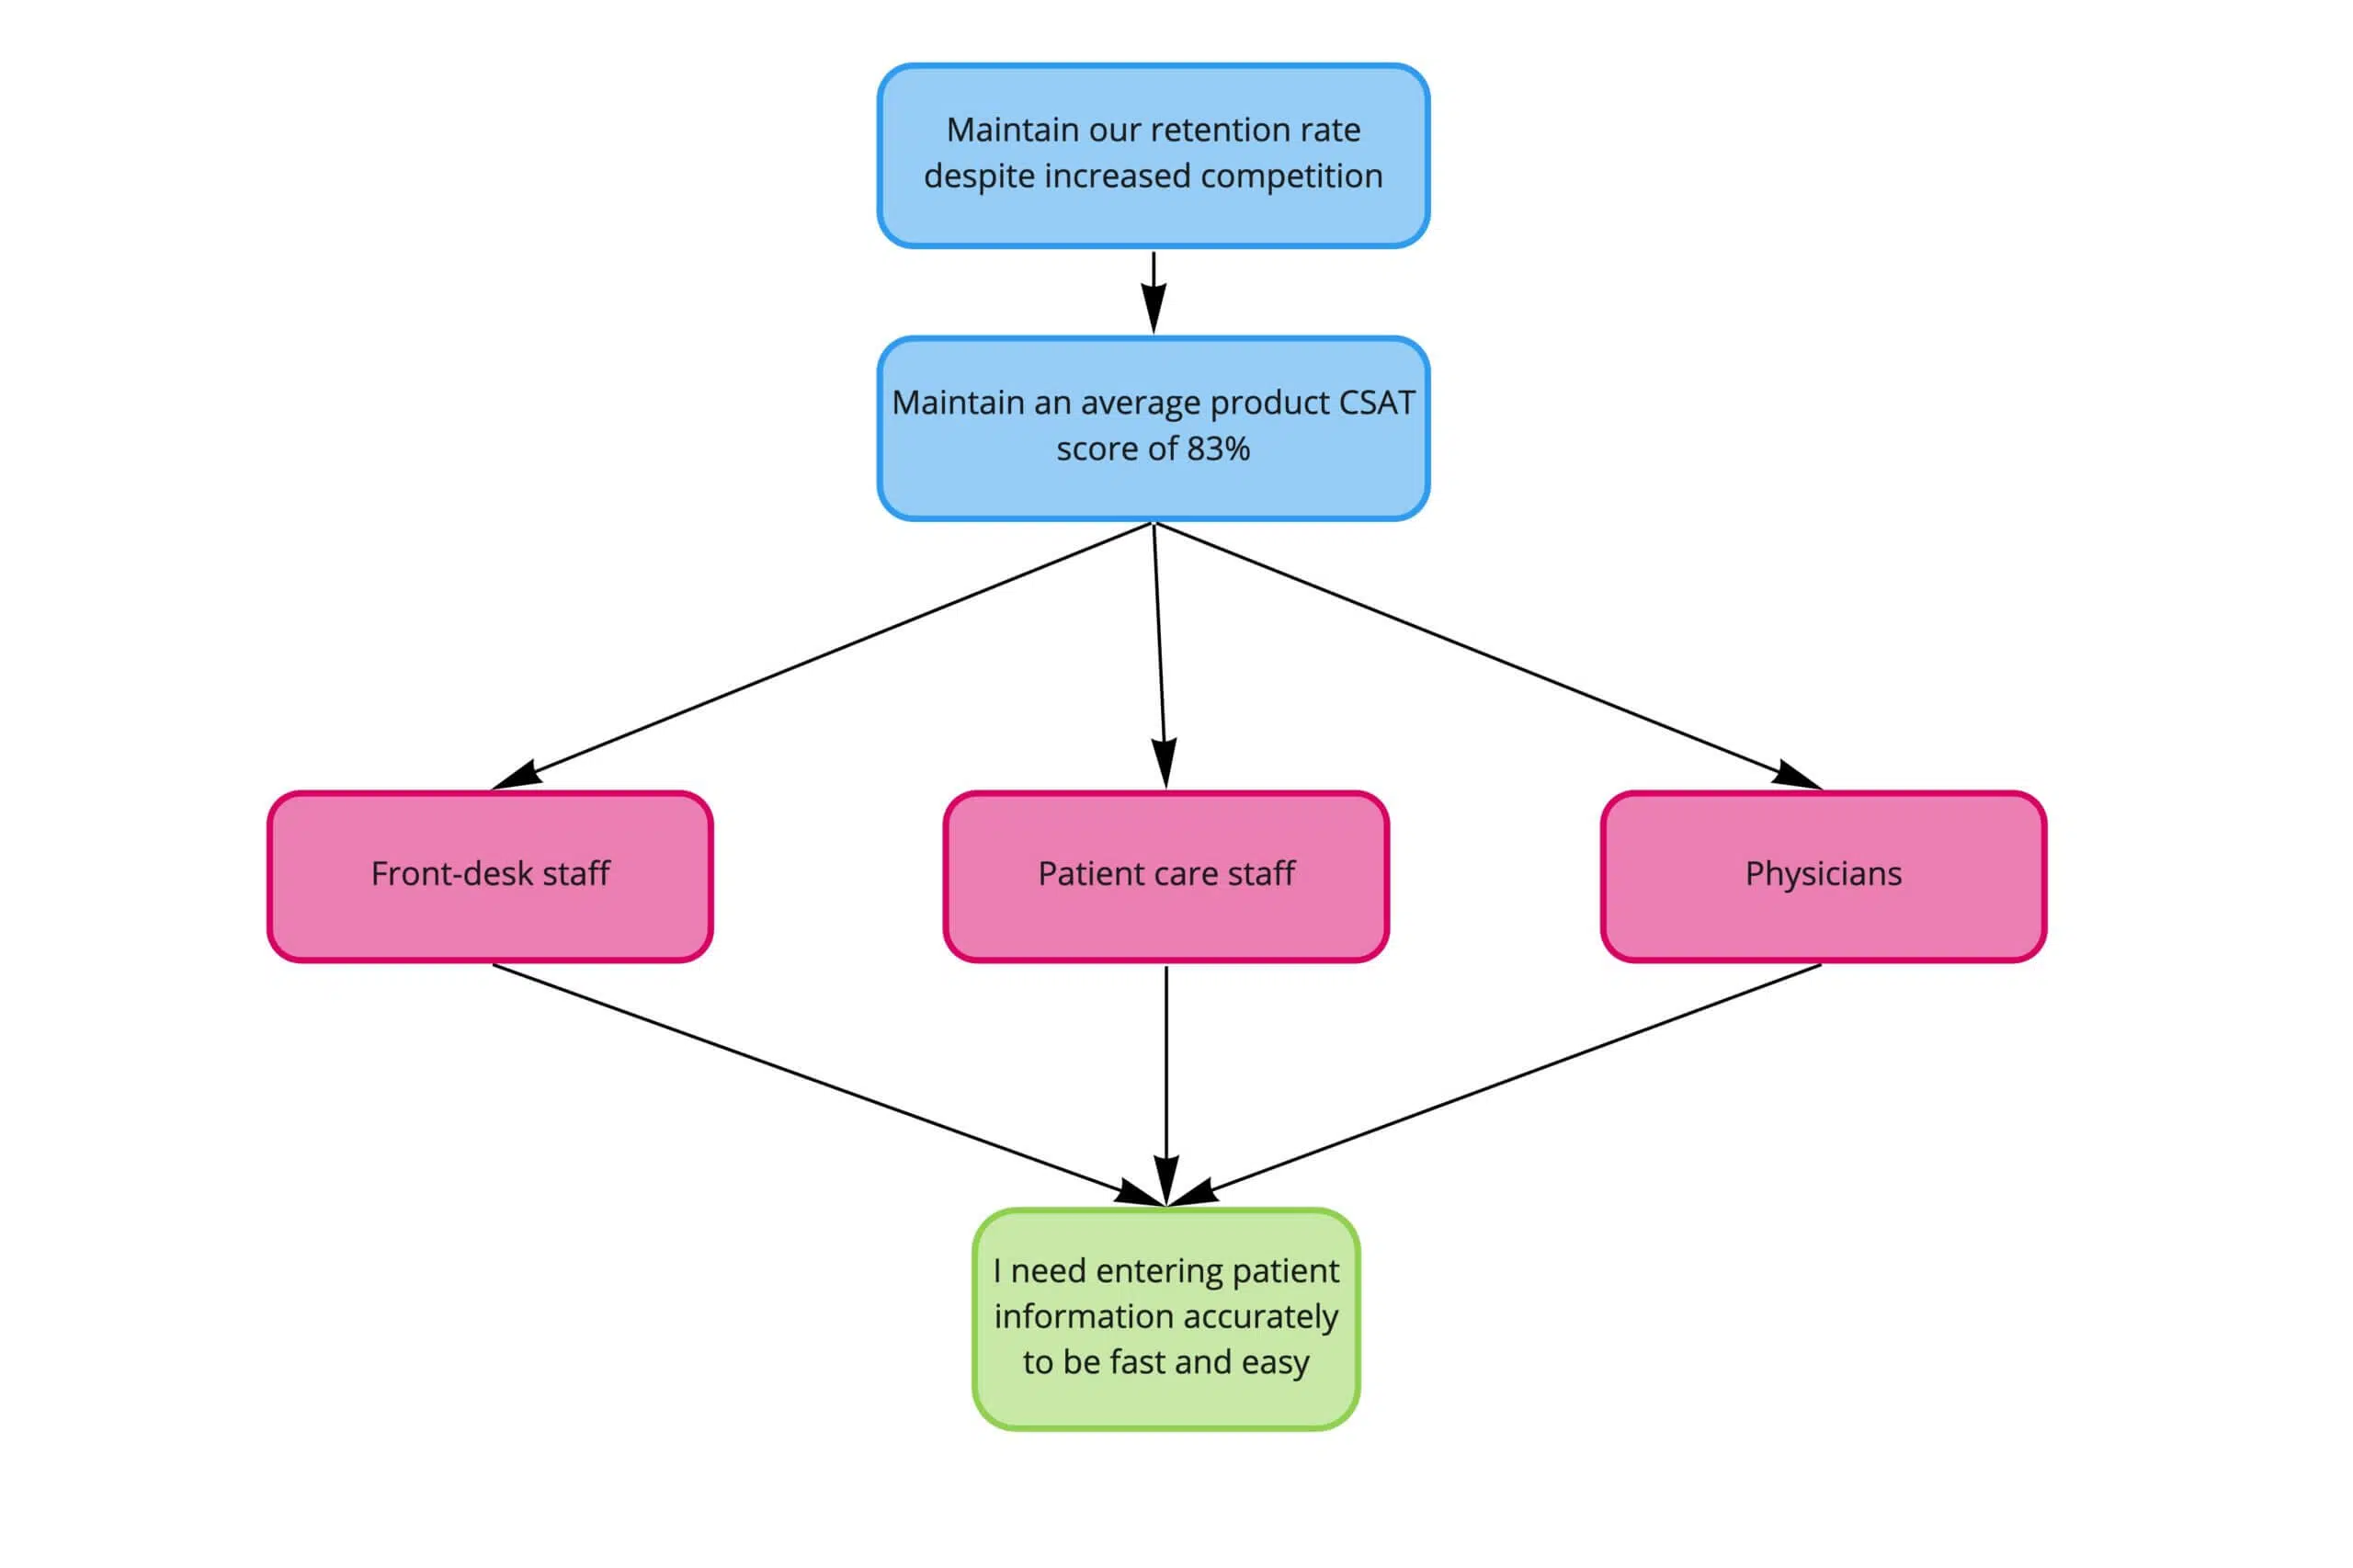 Maintain our retention rate
despite increased competition
Maintain an average product CSAT
score of 83%
Front-desk staff
Patient care staff
Physicians
I need entering patient
information accurately
to be fast and easy